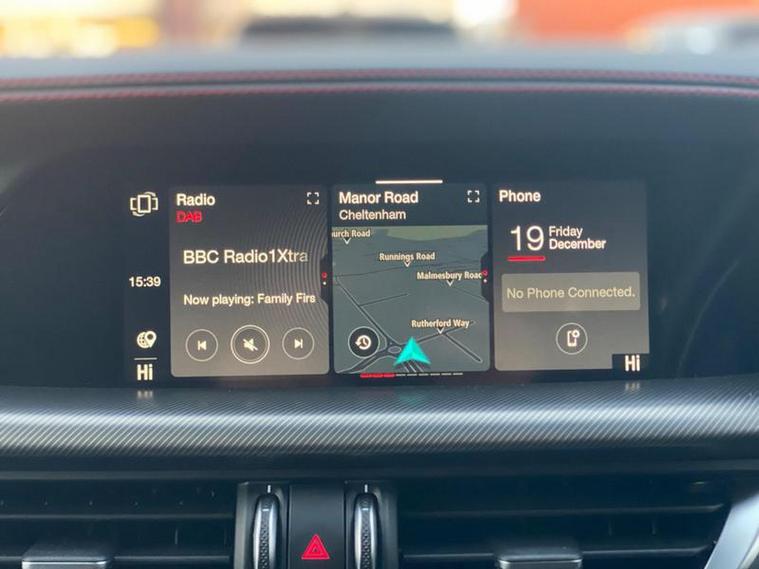 Radio
DAB
BBC Radio1Xtra
Now playing: Family Firs
15:39
Hi
Manor Road
Cheltenham
urch Road
Runnings Road
Malmesbury Roac
Rutherford Way
Phone
19 Friday
December
No Phone Connected.
Hi